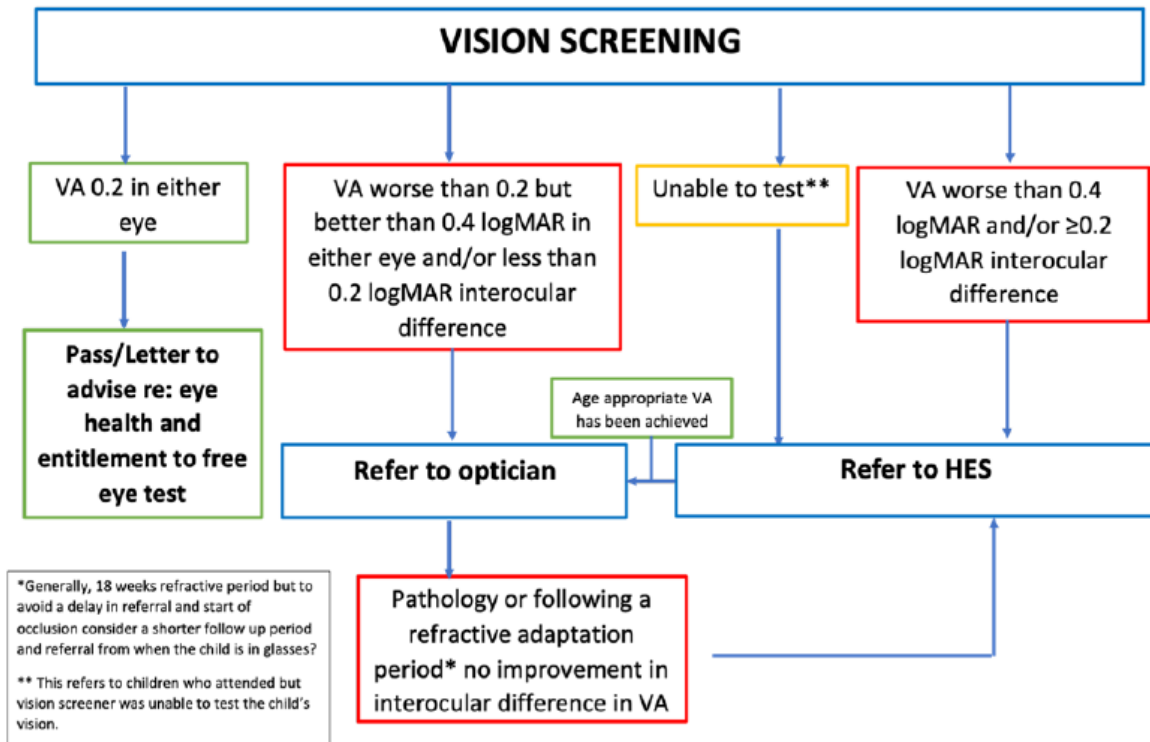 VISION SCREENING
VA 0.2 in either
eye
VA worse than 0.2 but
better than 0.4 logMAR in
either eye and/or less than
0.2 logMAR interocular
difference
Unable to test**
VA worse than 0.4
logMAR and/or ≥0.2
logMAR interocular
difference
Pass/Letter to
advise re: eye
health and
entitlement to free
eye test
Age appropriate VA
has been achieved
Refer to optician
Refer to HES
Pathology or following a
refractive adaptation
period* no improvement in
interocular difference in VA
*Generally, 18 weeks refractive period but to
avoid a delay in referral and start of
occlusion consider a shorter follow up period
and referral from when the child is in glasses?
** This refers to children who attended but
vision screener was unable to test the child's
vision.